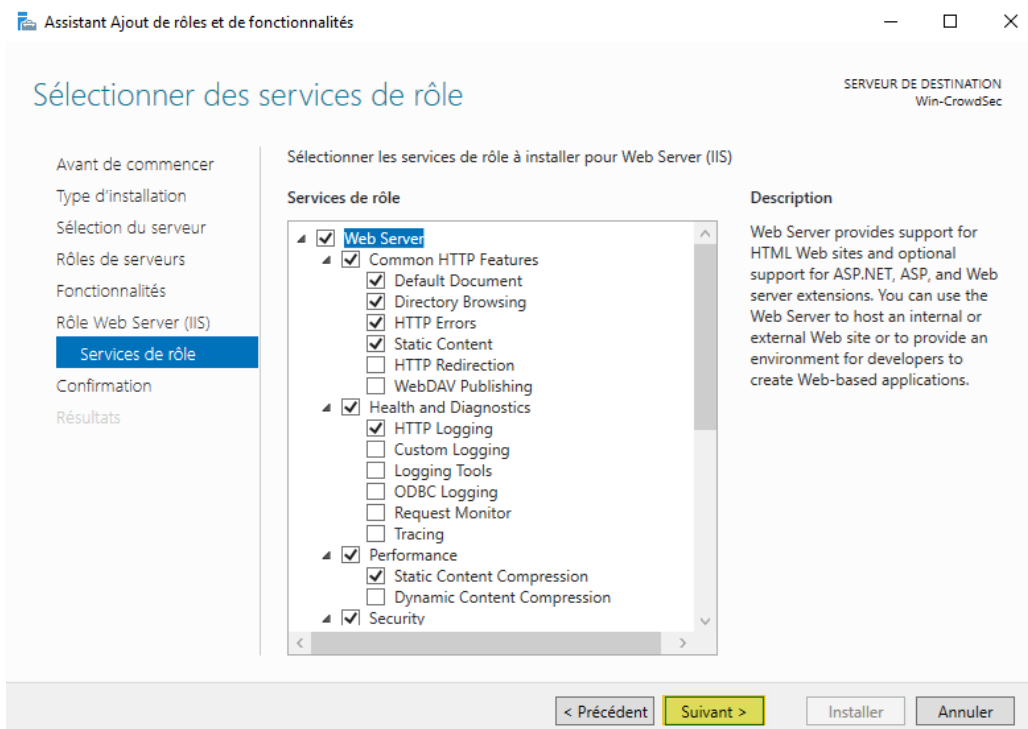 Assistant Ajout de rôles et de fonctionnalités
Sélectionner des services de rôle
SERVEUR DE DESTINATION
Win-CrowdSec
Avant de commencer
Type d'installation
Sélection du serveur
Rôles de serveurs
Fonctionnalités
Rôle Web Server (IIS)
Services de rôle
Confirmation
Résultats
Sélectionner les services de rôle à installer pour Web Server (IIS)
Services de rôle
Web Server
Common HTTP Features
Default Document
Directory Browsing
HTTP Errors
Static Content
HTTP Redirection
WebDAV Publishing
Health and Diagnostics
HTTP Logging
Custom Logging
Logging Tools
ODBC Logging
Request Monitor
Tracing
Performance
Static Content Compression
Dynamic Content Compression
Security
Description
Web Server provides support for
HTML Web sites and optional
support for ASP.NET, ASP, and Web
server extensions. You can use the
Web Server to host an internal or
external Web site or to provide an
environment for developers to
create Web-based applications.
< Précédent
Suivant >
Installer
Annuler